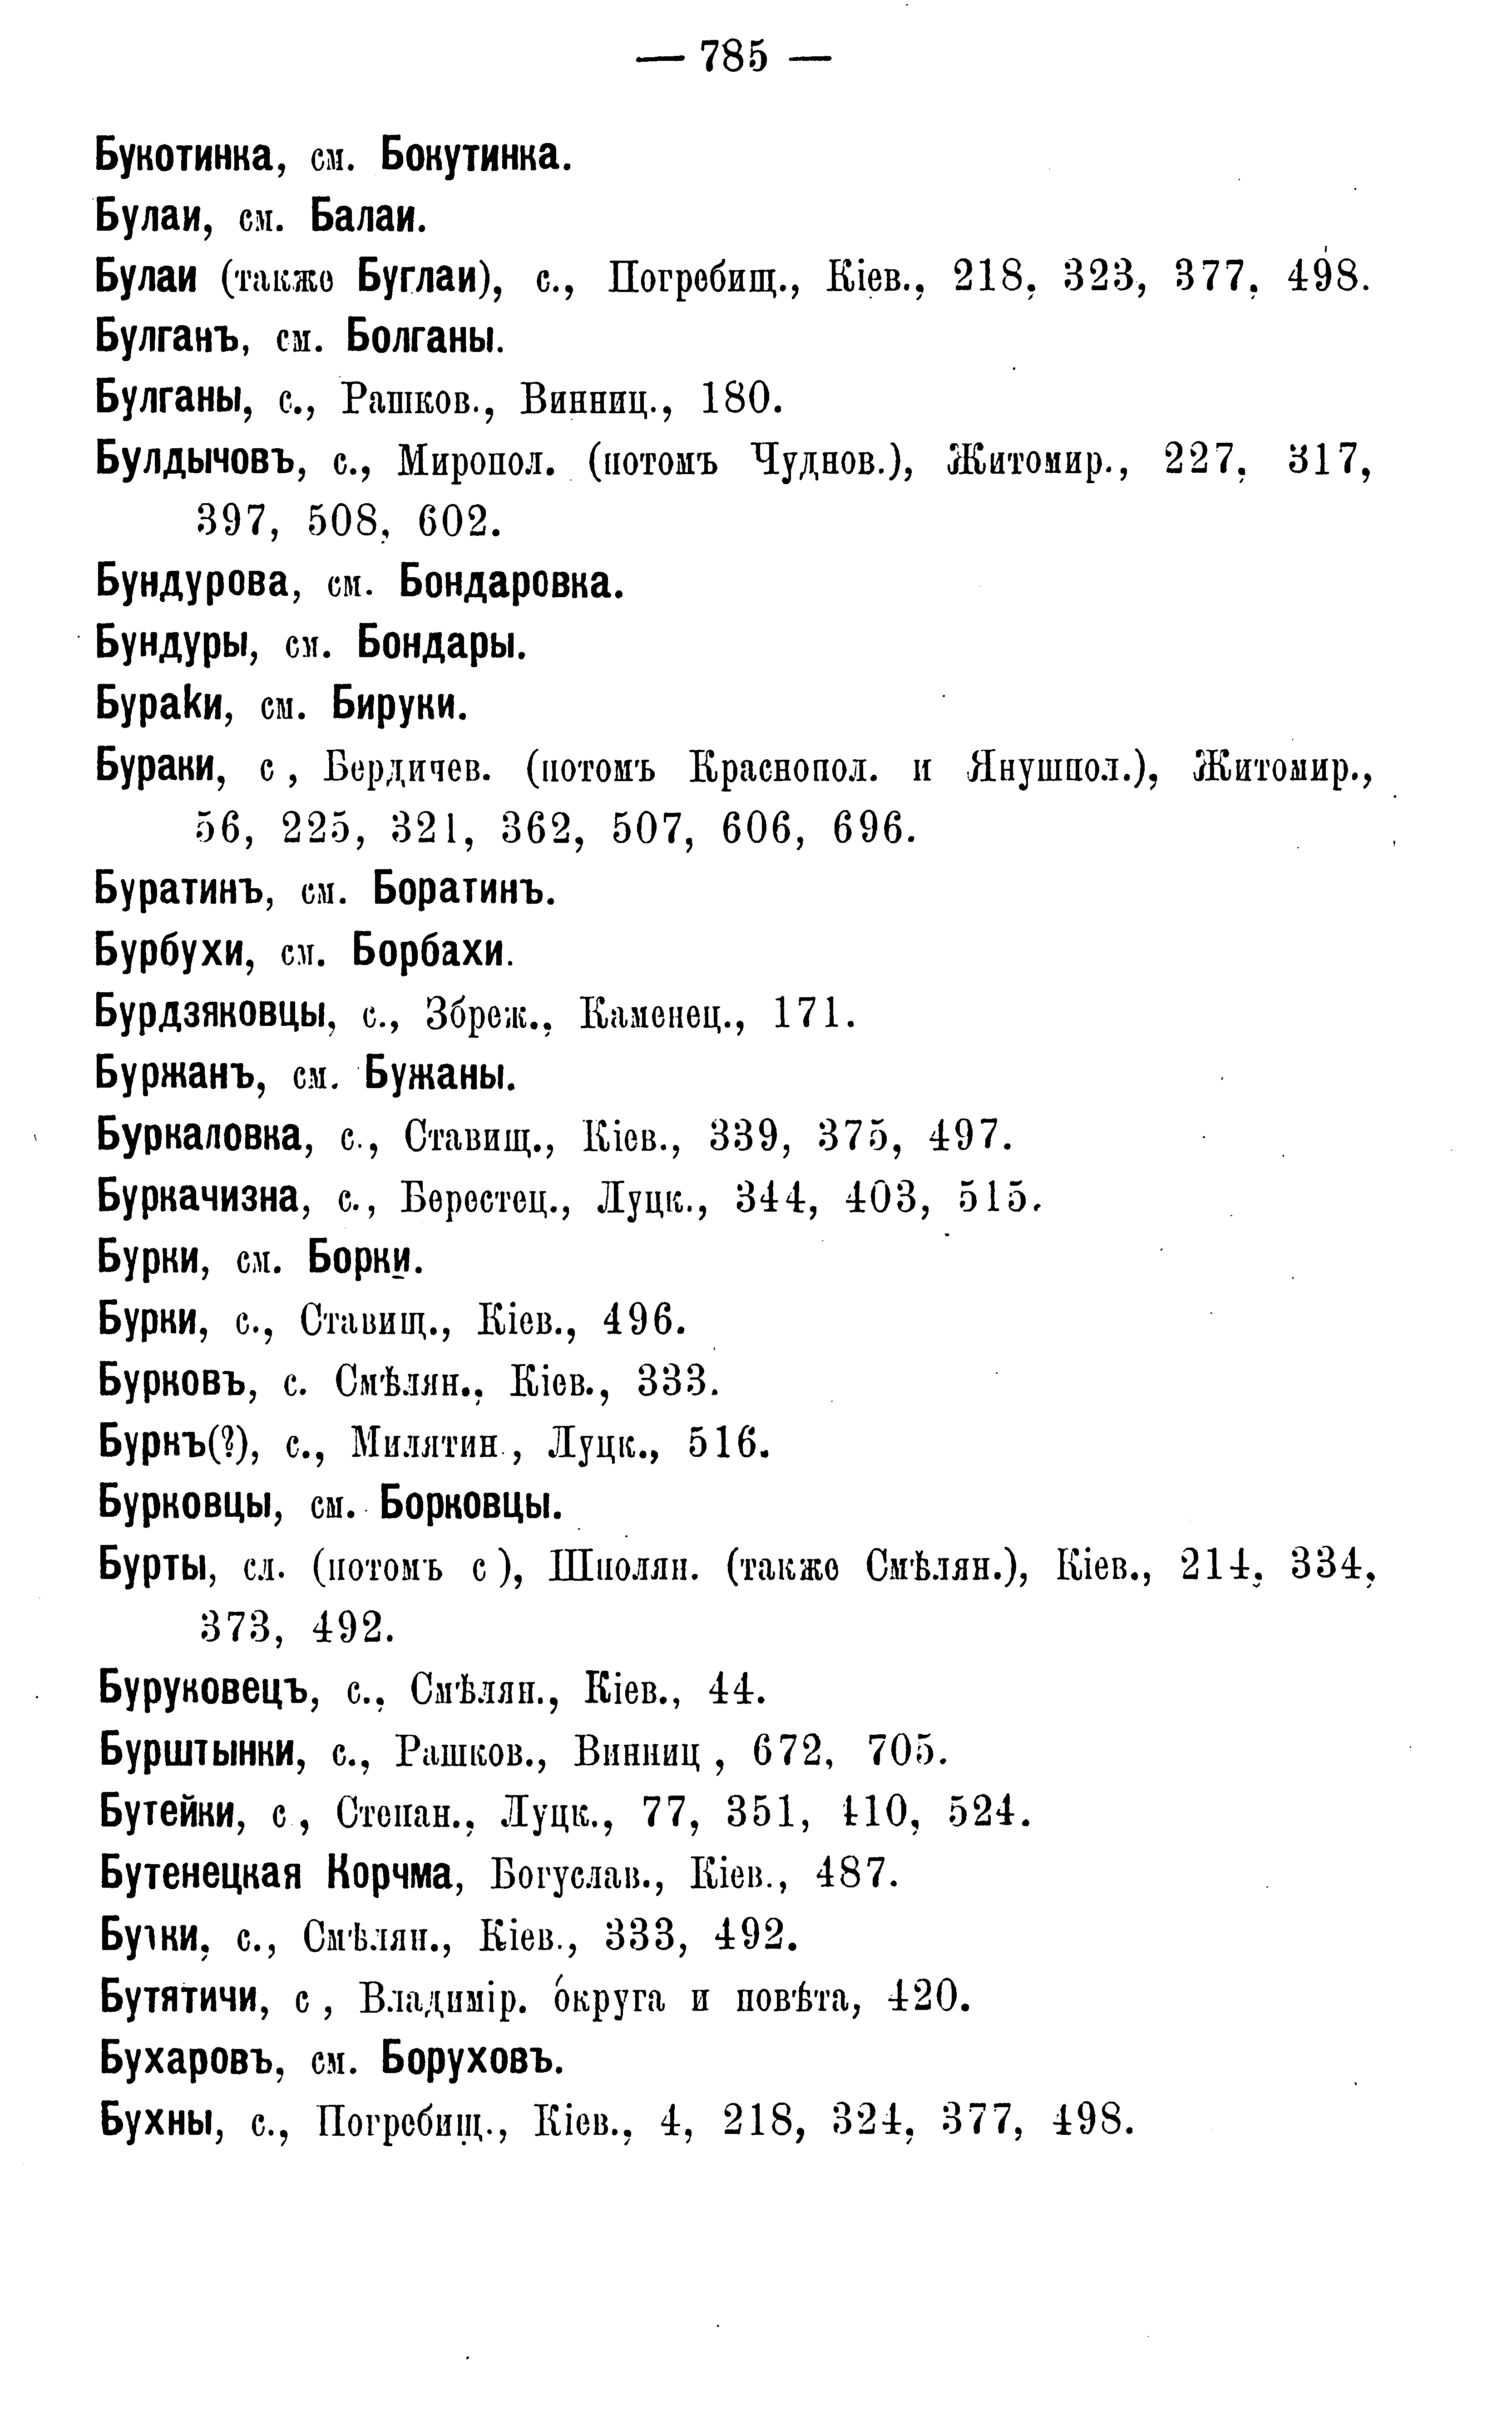 — 785 —
Букотинка, см. Бокутинка.
Булаи, см. Балаи.
Булаи (также Буглаи), с., Погребищ., Кіев., 218, 323, 377, 498.
Булганъ, см. Болганы.
Булганы, с., Рашков., Винниц., 180.
Булдычовъ, с., Миропол. (потомъ Чуднов.), Житомир., 227, 317,
397, 508, 602.
Бундурова, см. Бондаровка.
Бундуры, см. Бондары.
Бураки, см. Бируки.
Бураки, с , Бердичев. (потомъ Краснопол. и Янушпол.), Житомир.,
56, 225, 321, 362, 507, 606, 696.
Буратинъ, см. Боратинъ.
Бурбухи, см. Борбахи.
Бурдзяковцы, с., Збреж., Каменец., 171.
Буржанъ, см. Бужаны.
Буркаловка, с., Ставищ., Кіев., 339, 375, 497.
Буркачизна, с., Берестец., Луцк., 344, 403, 515.
Бурки, см. Борки.
Бурки, с., Ставищ., Кіев., 496.
Бурковъ, с. Смѣлян., Кіев., 333.
Буркъ(?), с., Милятин., Луцк., 516.
Бурковцы, см. Борковцы.
Бурты, сл. (потомъ с ), Шполян. (также Смѣлян.), Кіев., 214, 334,
373, 492.
Буруковецъ, с., Смѣлян., Кіев., 44.
Бурштынки, с., Рашков., Винниц , 672, 705.
Бутейки, с., Степан., Луцк., 77, 351, 410, 524.
Бутенецкая Корчма, Богуслав., Кіев., 487.
Бутки, с., Смѣлян., Кіев., 333, 492.
Бутятичи, с , Владимір. округа и повѣта, 420.
Бухаровъ, см. Боруховъ.
Бухны, с., Погребищ., Кіев., 4, 218, 324, 377, 498.